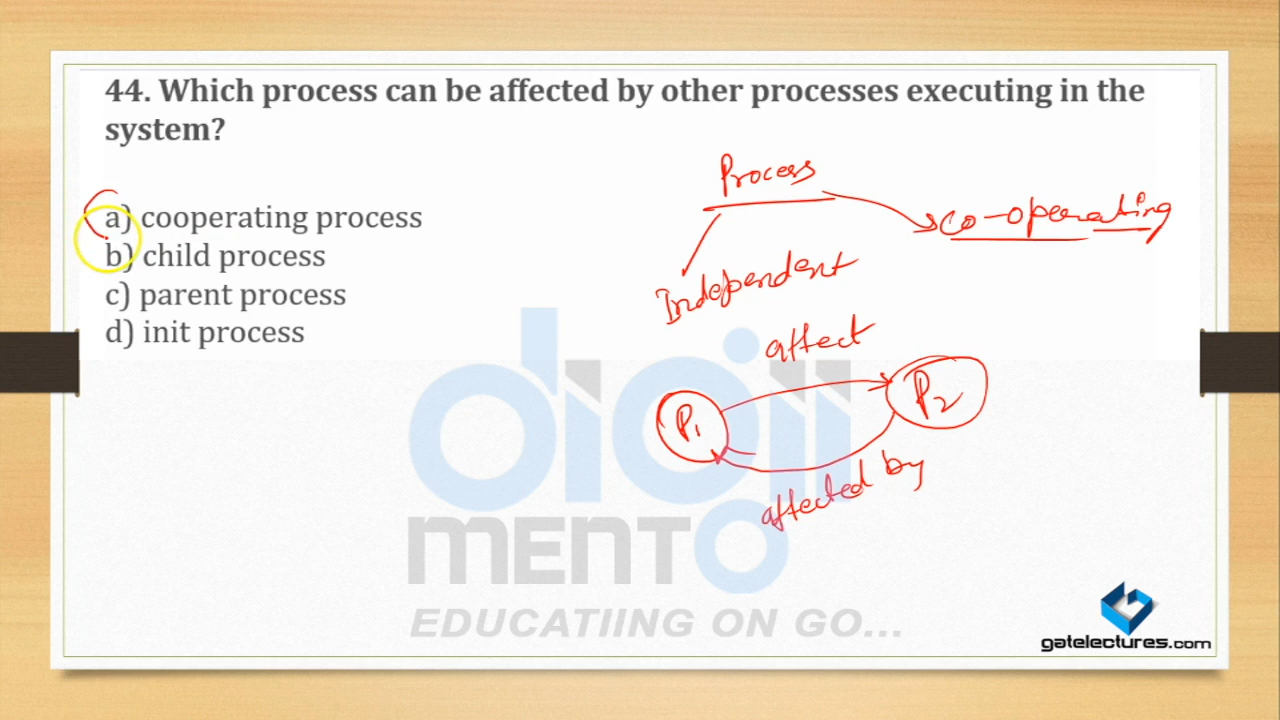 44. Which process can be affected by other processes executing in the
system?
a) cooperating process
b) child process
c) parent process
d) init process
Process
Co-operating
Independent
affect
P1
P2
affected by
digii
MENTO
EDUCATIING ON GO...
gatelectures.com